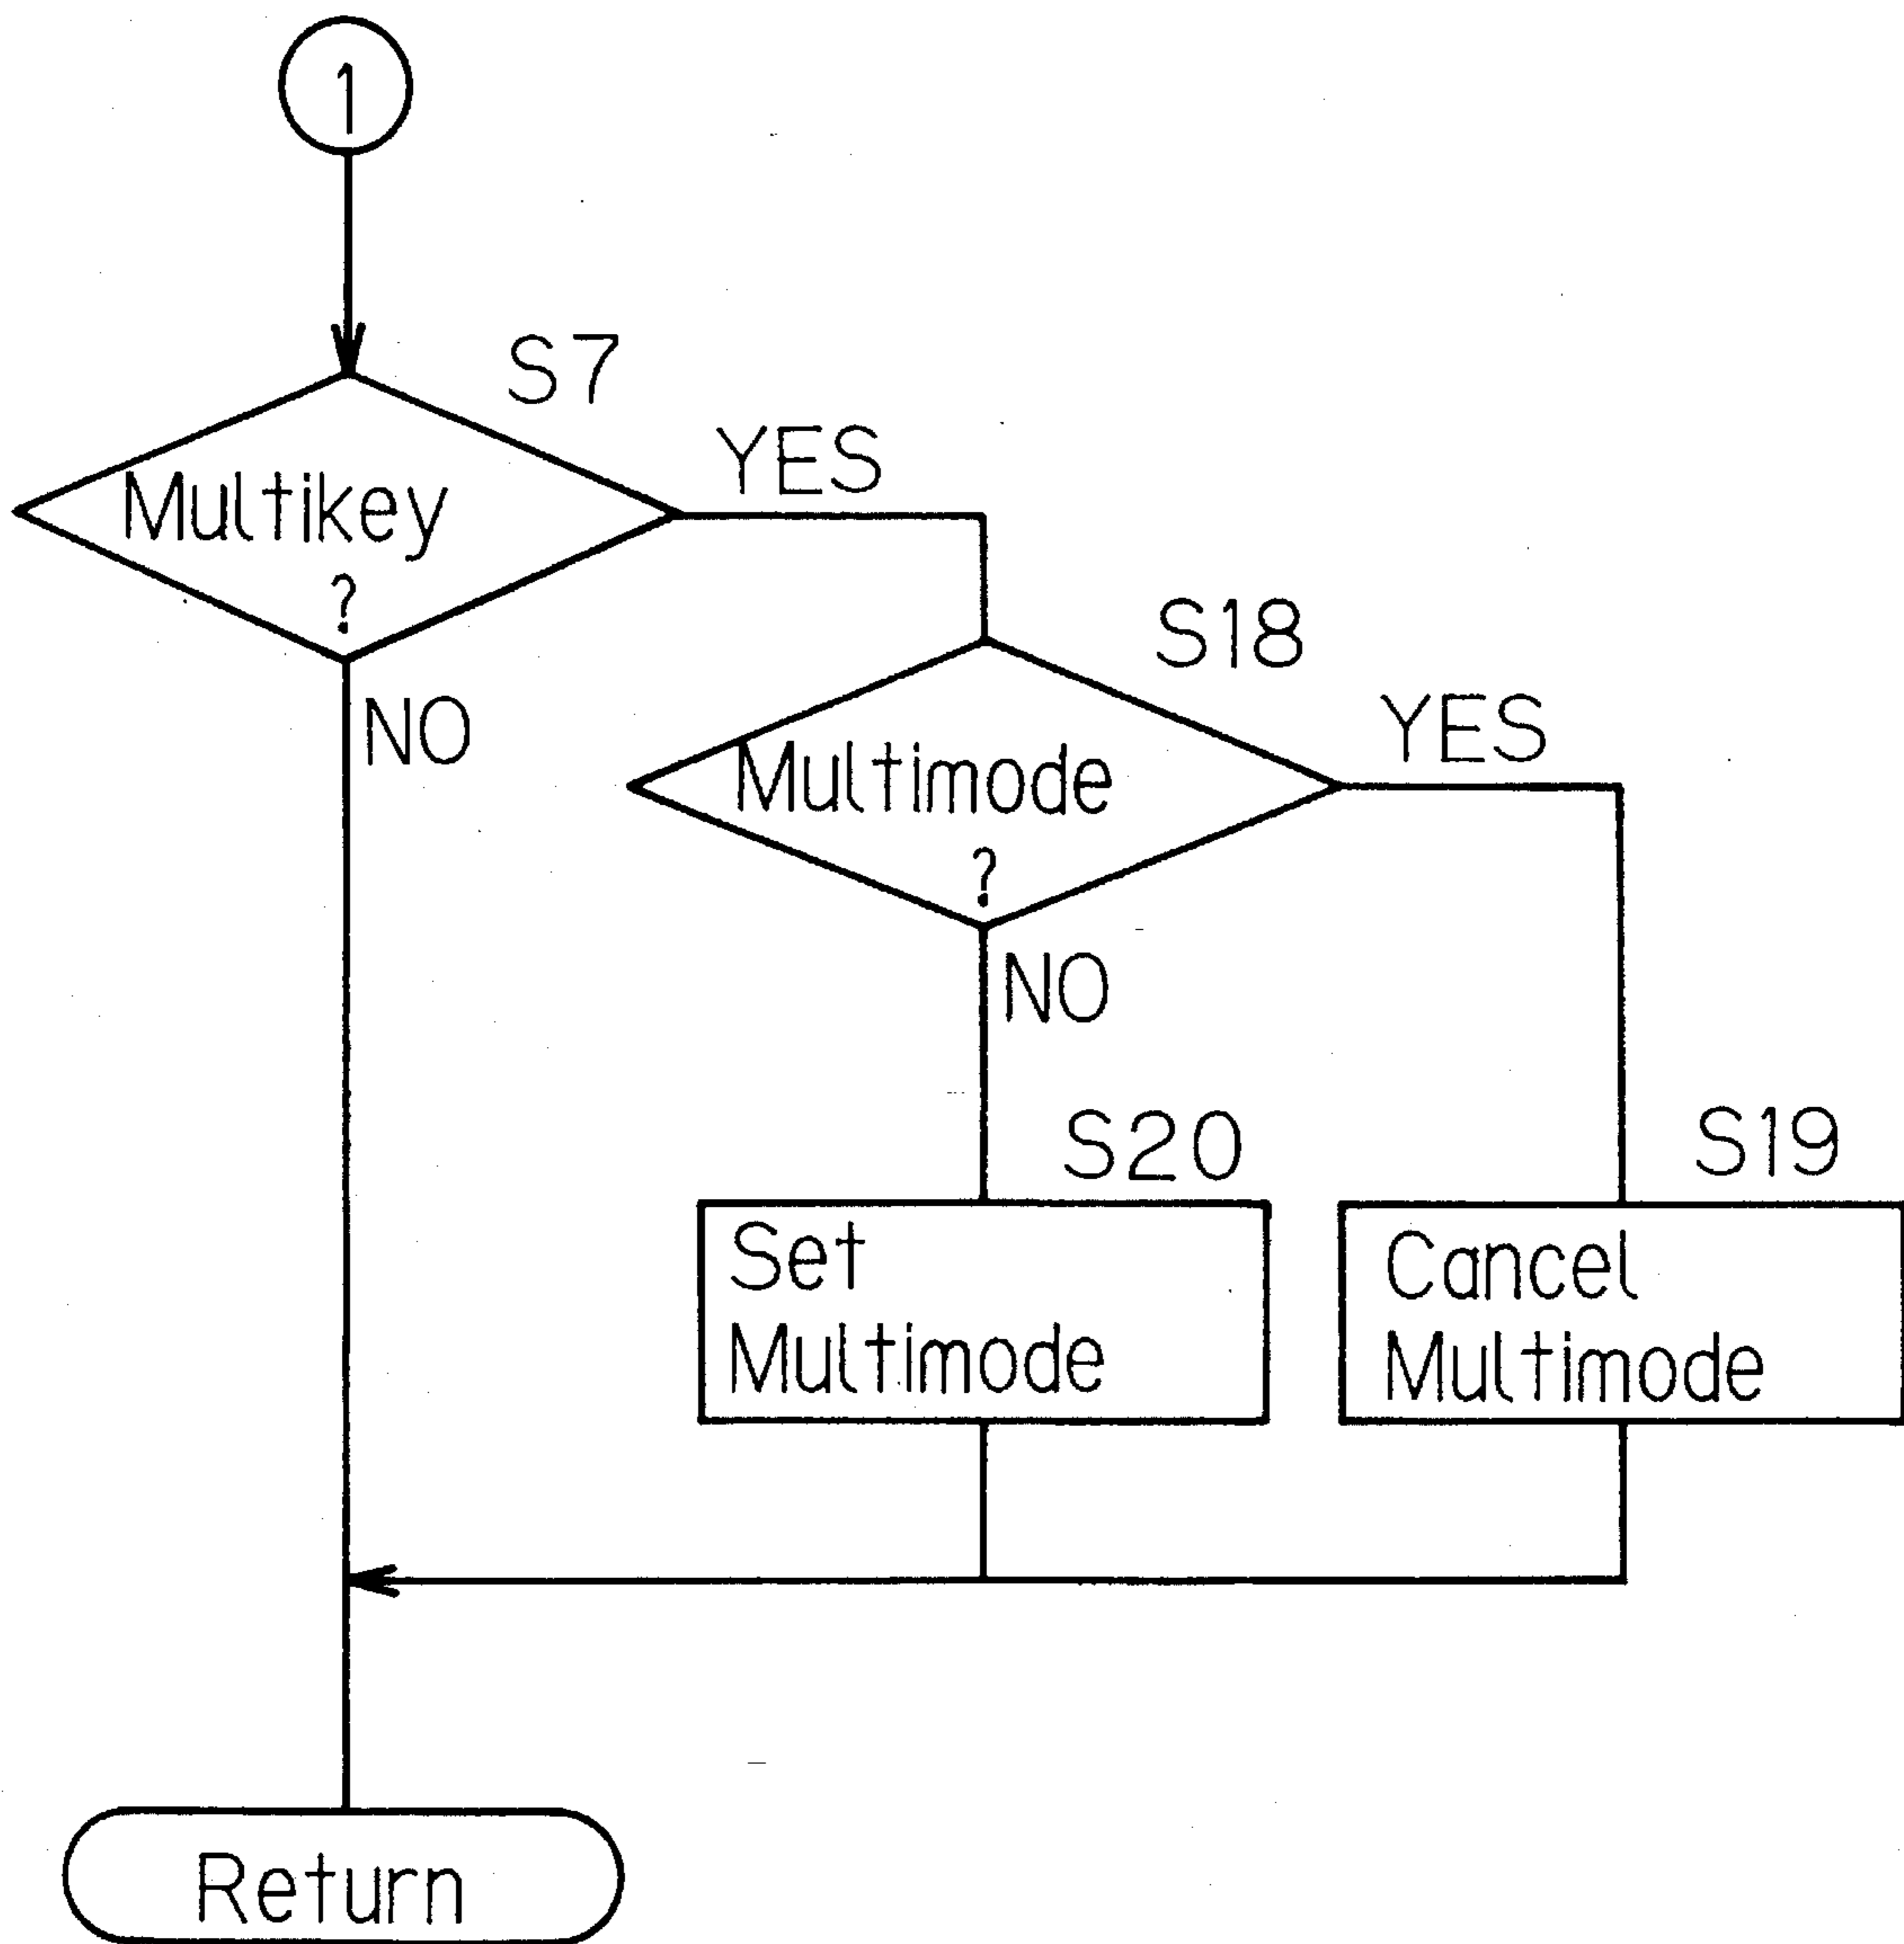 1
S7
YES
Multikey
?
NO
S18
YES
Multimode
?
NO
S20
S19
Set
Multimode
Cancel
Multimode
Return